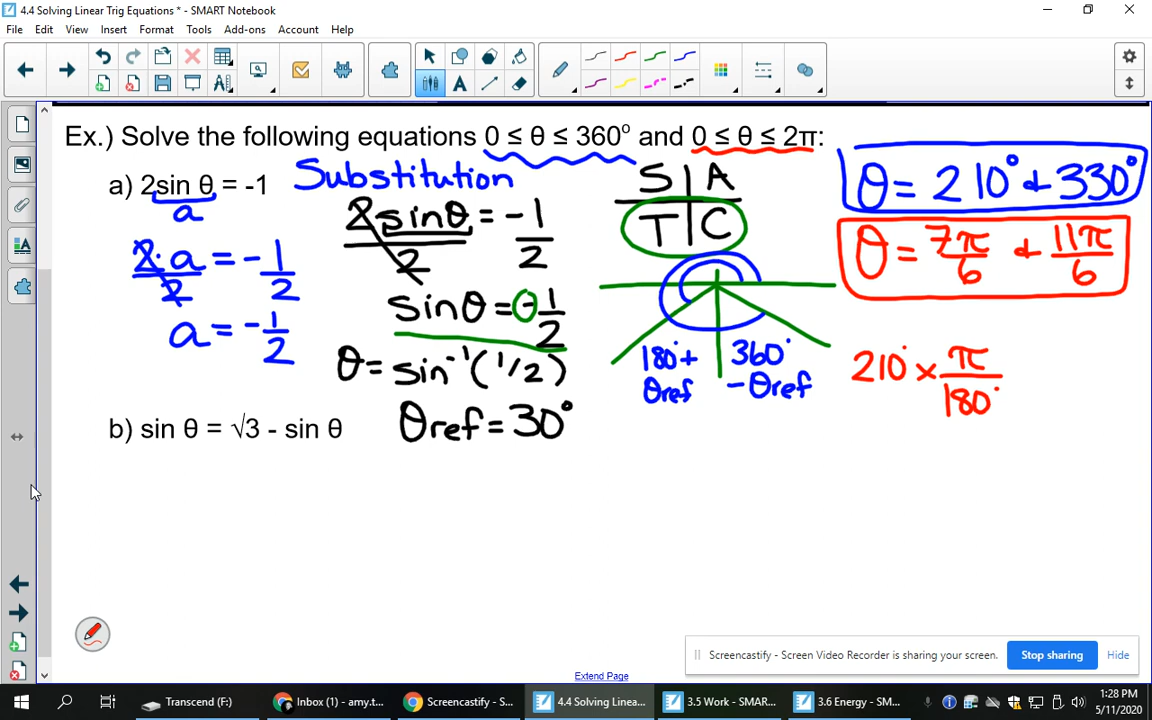 4.4 Solving Linear Trig Equations * - SMART Notebook
File Edit View Insert Format Tools Add-ons Account Help
Ex.) Solve the following equations 0 ≤ θ ≤ 360° and 0 ≤ θ ≤ 2π:
a) 2sin θ = -1
a
Substitution
2·a/2 = -1/2
a = -1/2
2sinθ/2 = -1/2
sinθ = -1/2
θ = sin⁻¹(1/2)
θref = 30°
S A
T C
180°+ θref
360° - θref
θ = 210° & 330°
θ = 7π/6 & 11π/6
210° × π/180°
b) sin θ = √3 - sin θ
Screencastify - Screen Video Recorder is sharing your screen. Stop sharing Hide
Extend Page
Transcend (F:) Inbox (1) - amy.t... Screencastify - S... 4.4 Solving Linea... 3.5 Work - SMAR... 3.6 Energy - SM...
1:28 PM
5/11/2020